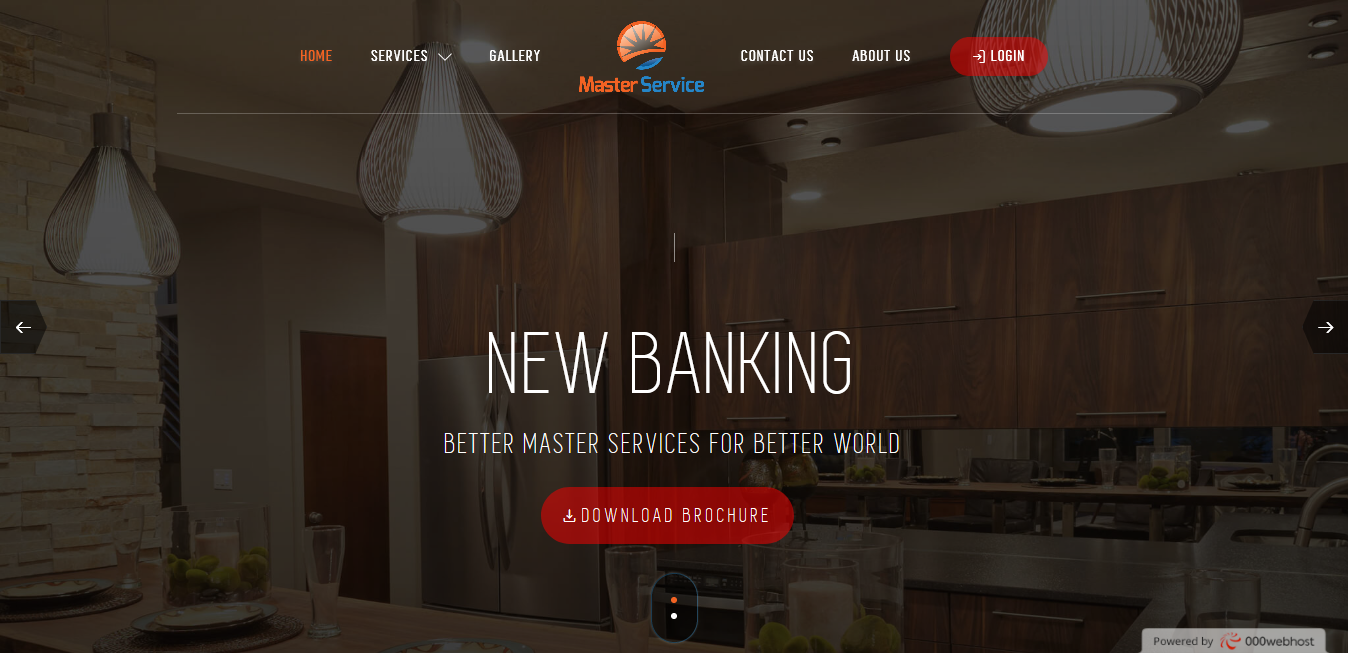 HOME
SERVICES
GALLERY
Master Service
CONTACT US
ABOUT US
LOGIN
NEW BANKING
BETTER MASTER SERVICES FOR BETTER WORLD
DOWNLOAD BROCHURE
Powered by 000webhost